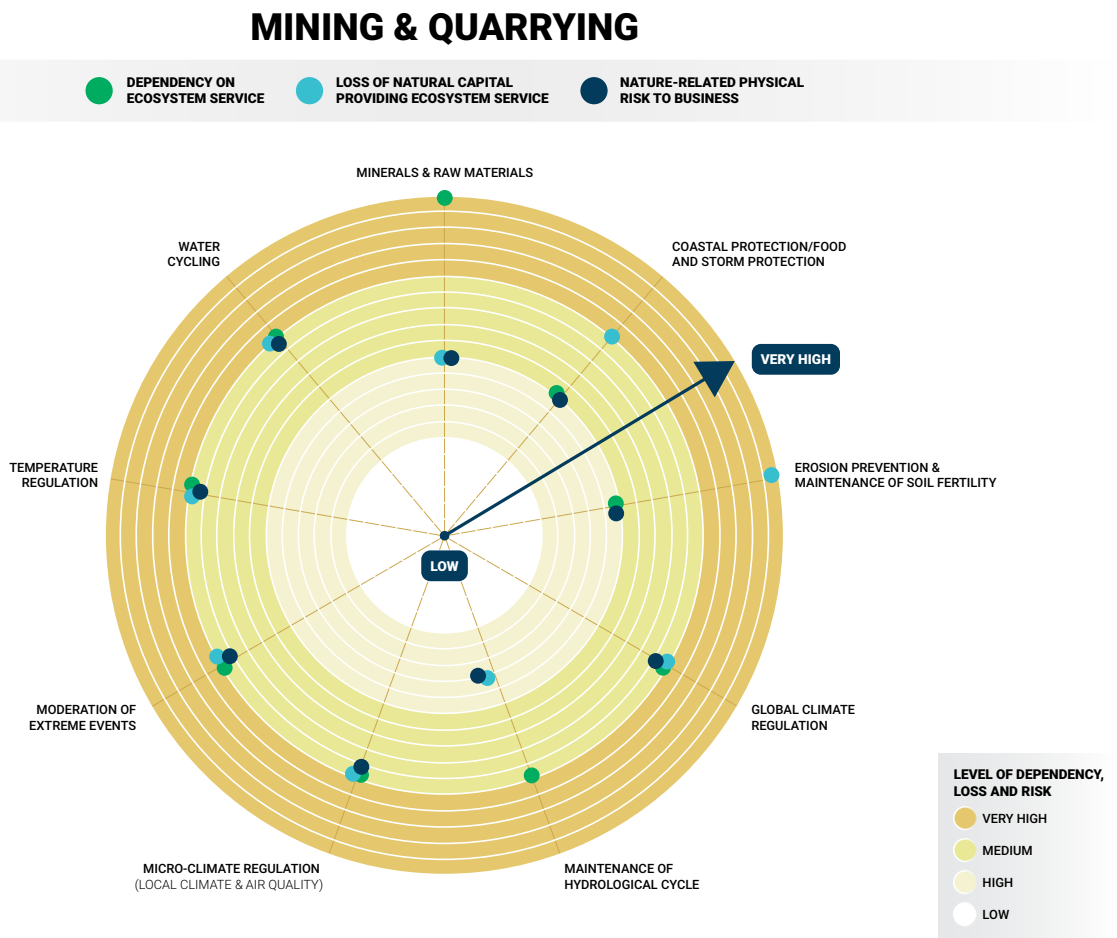 MINING & QUARRYING
DEPENDENCY ON
ECOSYSTEM SERVICE
LOSS OF NATURAL CAPITAL
PROVIDING ECOSYSTEM SERVICE
NATURE-RELATED PHYSICAL
RISK TO BUSINESS
MINERALS & RAW MATERIALS
WATER
CYCLING
COASTAL PROTECTION/FOOD
AND STORM PROTECTION
VERY HIGH
TEMPERATURE
REGULATION
EROSION PREVENTION &
MAINTENANCE OF SOIL FERTILITY
LOW
MODERATION OF
EXTREME EVENTS
GLOBAL CLIMATE
REGULATION
MICRO-CLIMATE REGULATION
(LOCAL CLIMATE & AIR QUALITY)
MAINTENANCE OF
HYDROLOGICAL CYCLE
LEVEL OF DEPENDENCY,
LOSS AND RISK
VERY HIGH
MEDIUM
HIGH
LOW